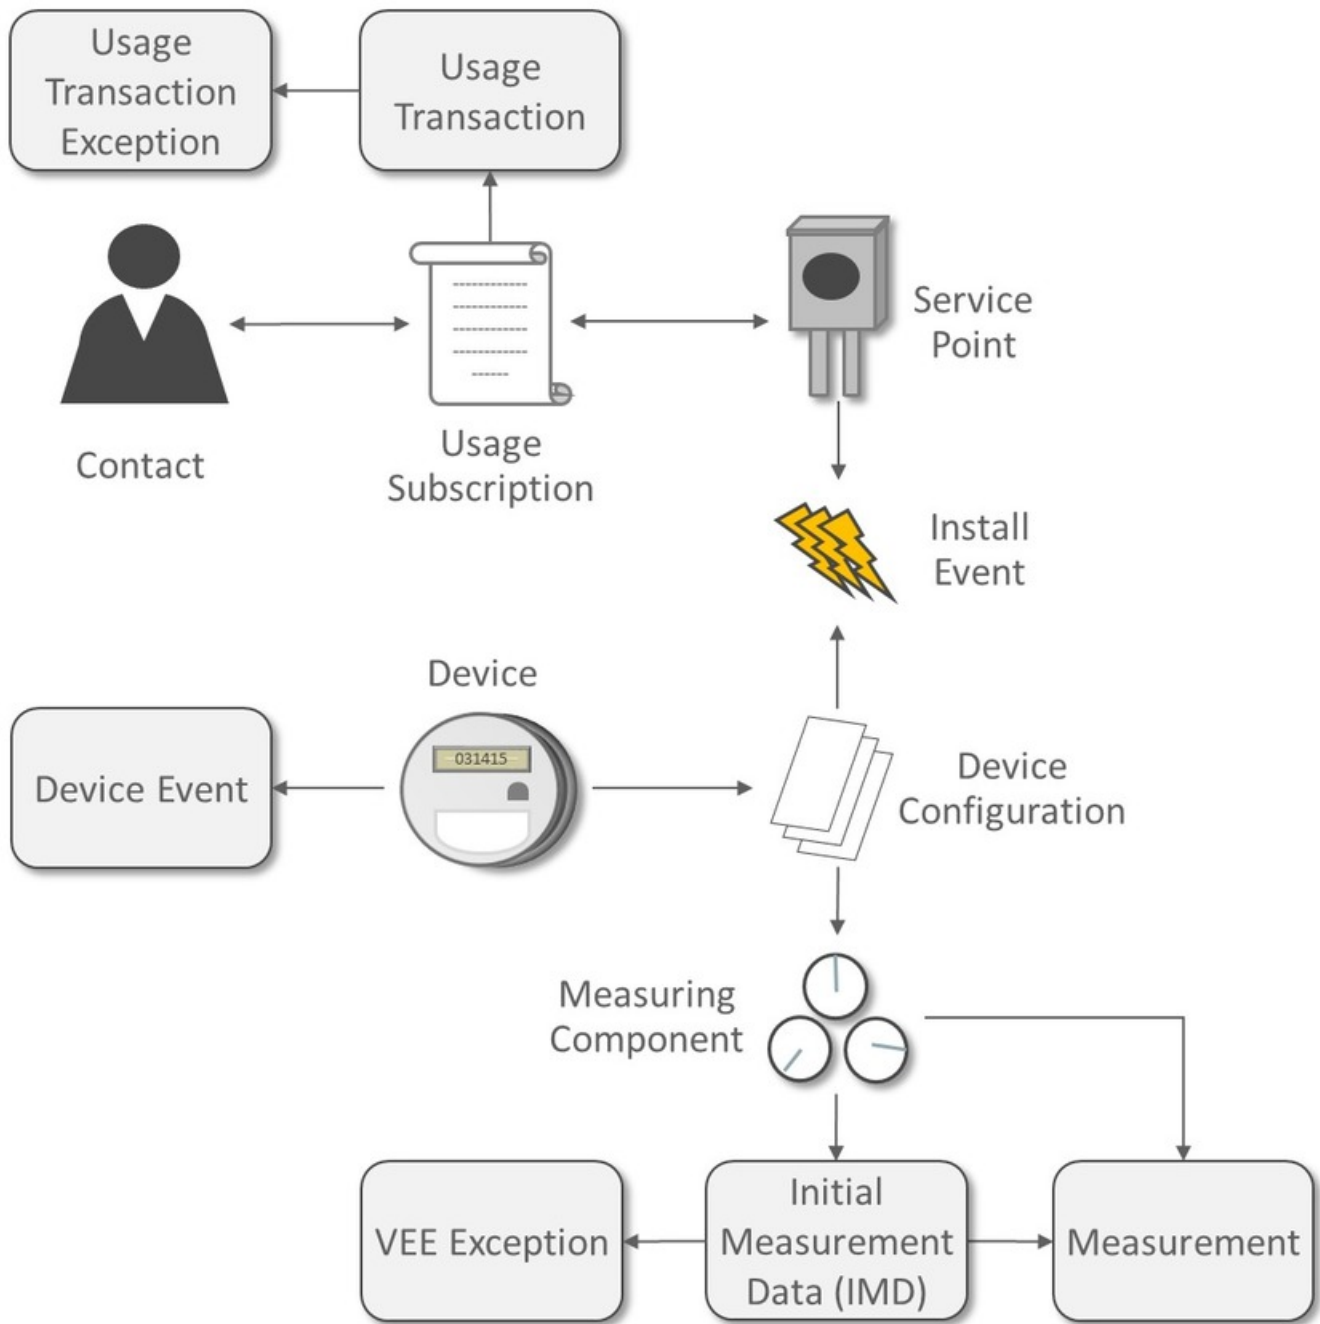 Usage
Transaction
Exception
Usage
Transaction
Contact
Usage
Subscription
Service
Point
Install
Event
Device
031415
Device Event
Device
Configuration
Measuring
Component
VEE Exception
Initial
Measurement
Data (IMD)
Measurement